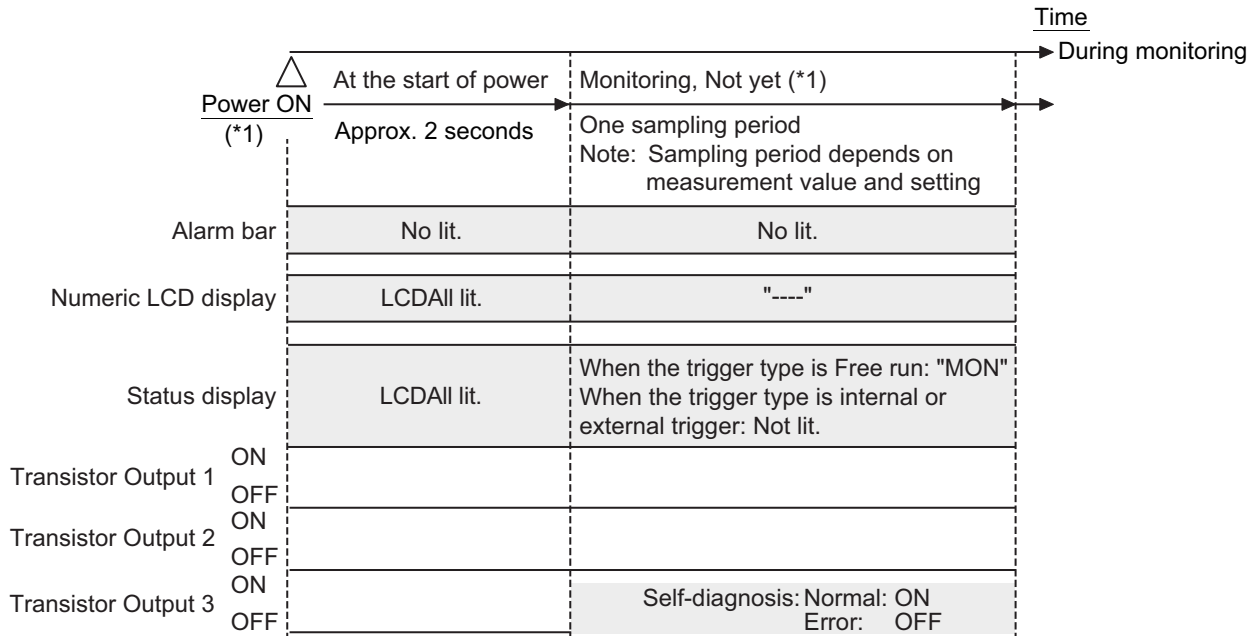 Time
During monitoring
At the start of power
Monitoring, Not yet (*1)
Power ON
(*1)
Approx. 2 seconds
One sampling period
Note: Sampling period depends on
measurement value and setting
Alarm bar
No lit.
No lit.
Numeric LCD display
LCDAll lit.
"----"
Status display
LCDAll lit.
When the trigger type is Free run: "MON"
When the trigger type is internal or
external trigger: Not lit.
Transistor Output 1
ON
OFF
Transistor Output 2
ON
OFF
Transistor Output 3
ON
OFF
Self-diagnosis: Normal: ON
Error: OFF